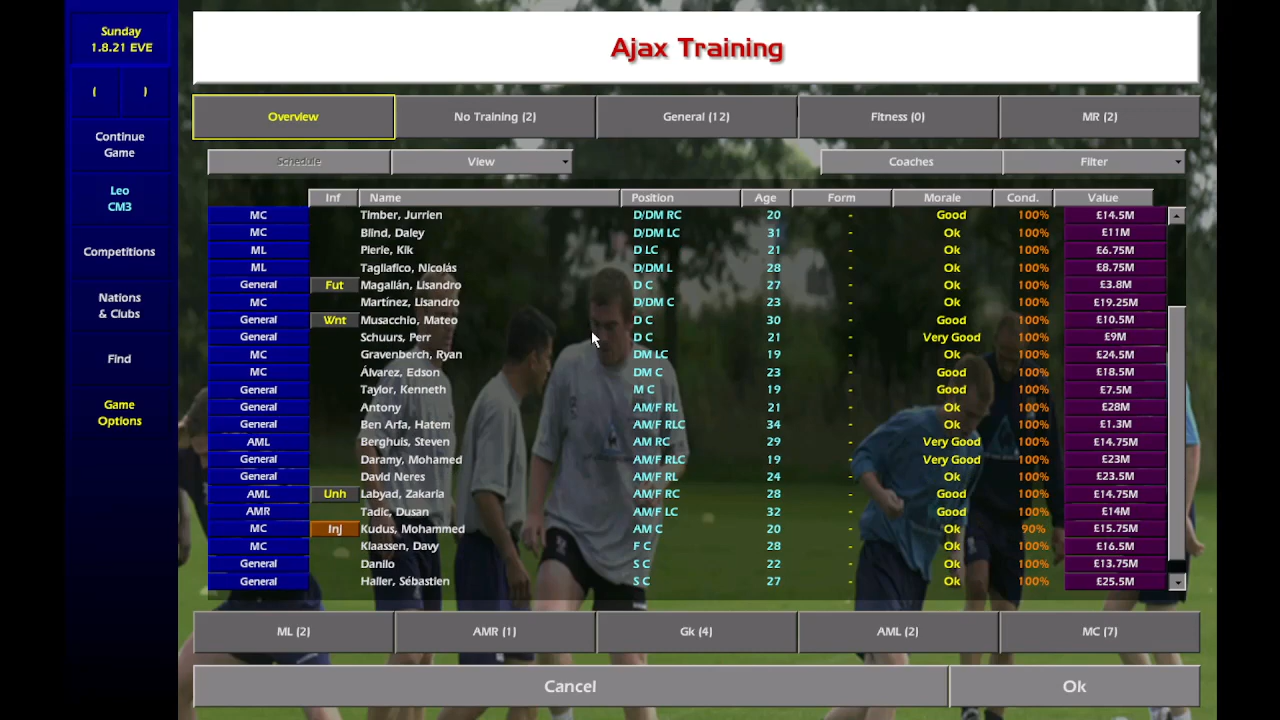 Sunday
1.8.21 EVE
( )
Continue
Game
Leo
CM3
Competitions
Nations
& Clubs
Find
Game
Options
Ajax Training
Overview No Training (2) General (12) Fitness (0) MR (2)
Schedule View Coaches Filter
Inf Name Position Age Form Morale Cond. Value
MC Timber, Jurrien D/DM RC 20 - Good 100% £14.5M
MC Blind, Daley D/DM LC 31 - Ok 100% £11M
ML Pierie, Kik D LC 21 - Ok 100% £6.75M
ML Tagliafico, Nicolás D/DM L 28 - Ok 100% £8.75M
General Fut Magallán, Lisandro D C 27 - Ok 100% £3.8M
MC Martínez, Lisandro D/DM C 23 - Ok 100% £19.25M
General Wnt Musacchio, Mateo D C 30 - Good 100% £10.5M
General Schuurs, Perr D C 21 - Very Good 100% £9M
MC Gravenberch, Ryan DM LC 19 - Ok 100% £24.5M
MC Álvarez, Edson DM C 23 - Good 100% £18.5M
General Taylor, Kenneth M C 19 - Good 100% £7.5M
General Antony AM/F RL 21 - Ok 100% £28M
General Ben Arfa, Hatem AM/F RLC 34 - Ok 100% £1.3M
AML Berghuis, Steven AM RC 29 - Very Good 100% £14.75M
General Daramy, Mohamed AM/F RLC 19 - Very Good 100% £23M
General David Neres AM/F RL 24 - Ok 100% £23.5M
AML Unh Labyad, Zakaria AM/F RC 28 - Good 100% £14.75M
AMR Tadic, Dusan AM/F LC 32 - Good 100% £14M
MC Inj Kudus, Mohammed AM C 20 - Ok 90% £15.75M
MC Klaassen, Davy F C 28 - Ok 100% £16.5M
General Danilo S C 22 - Ok 100% £13.75M
General Haller, Sébastien S C 27 - Ok 100% £25.5M
ML (2) AMR (1) Gk (4) AML (2) MC (7)
Cancel Ok